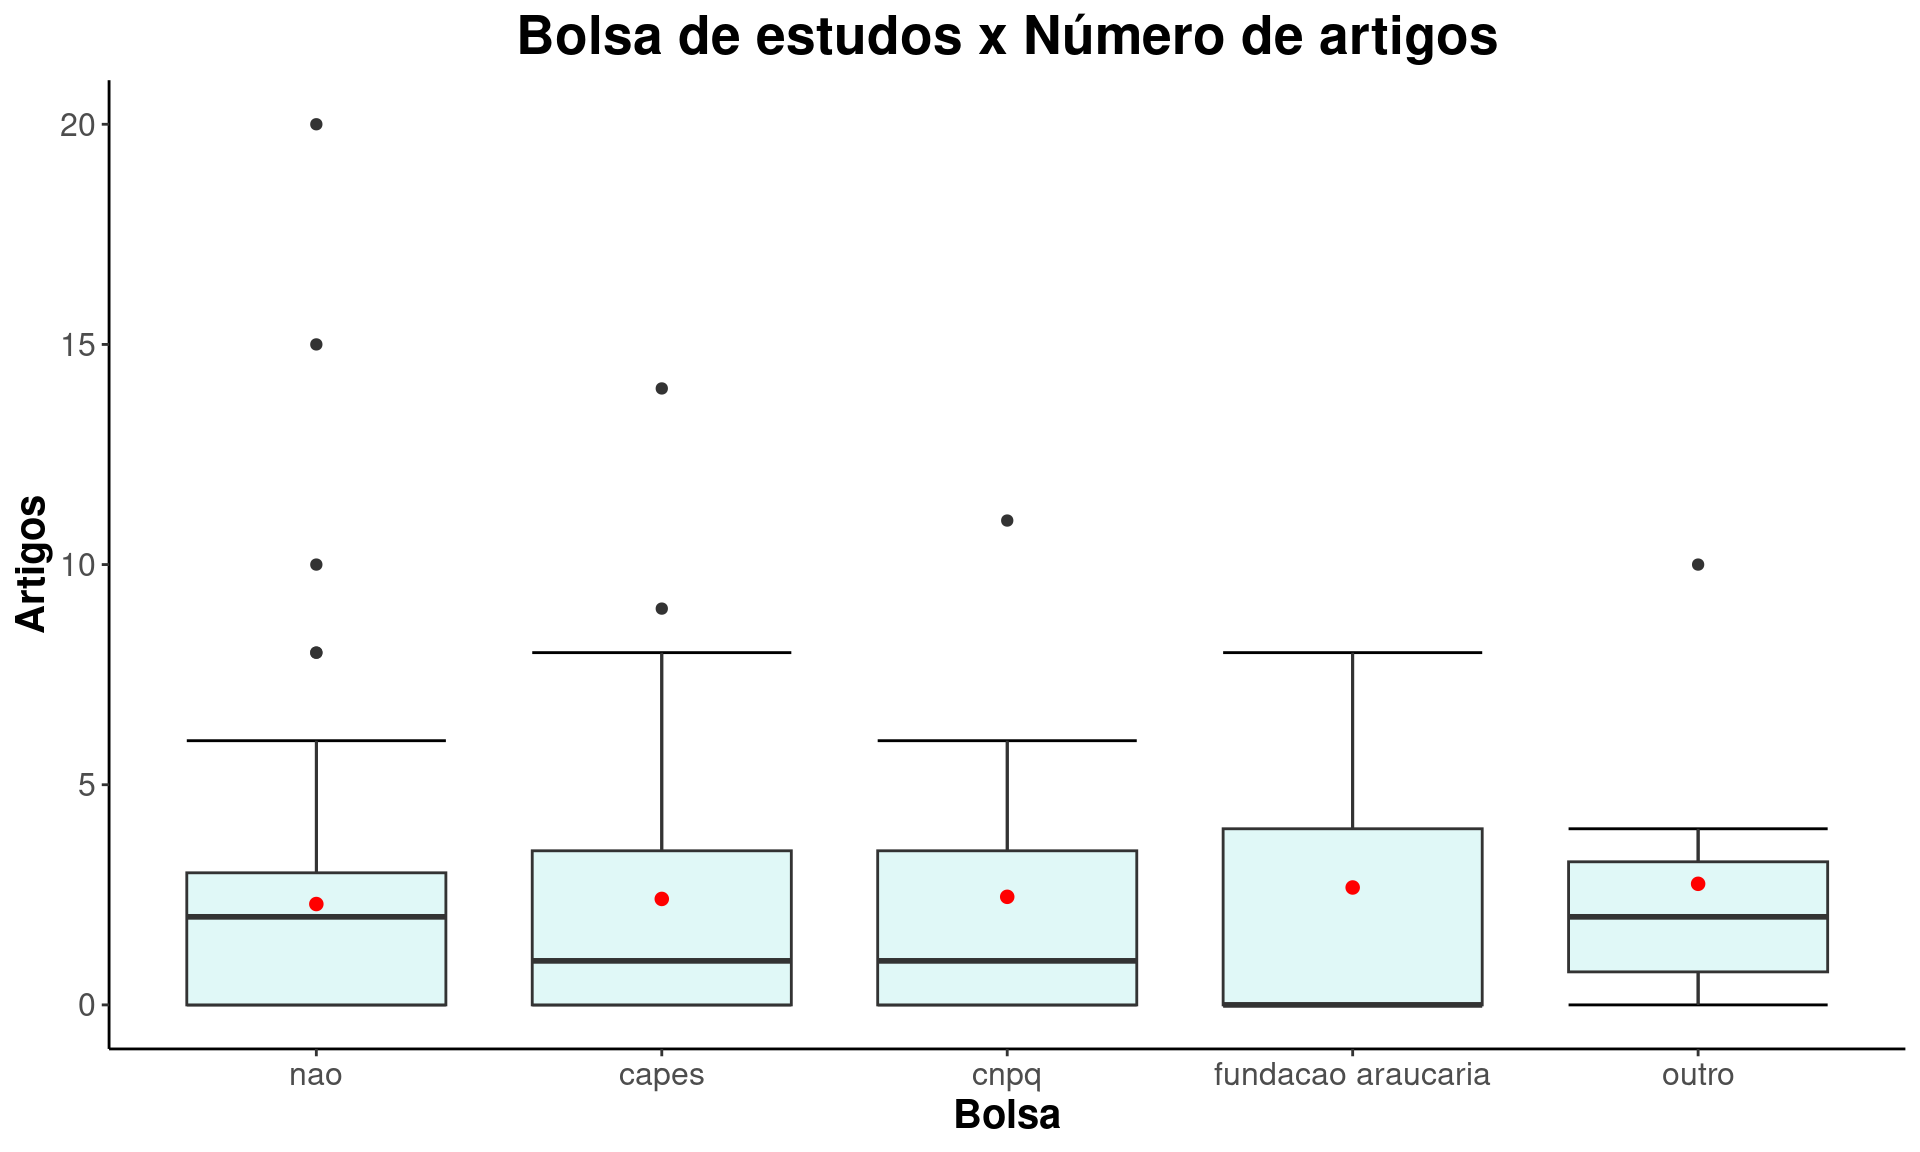 Bolsa de estudos x Número de artigos
Artigos
20
15
10
5
0
nao
capes
cnpq
fundacao araucaria
outro
Bolsa